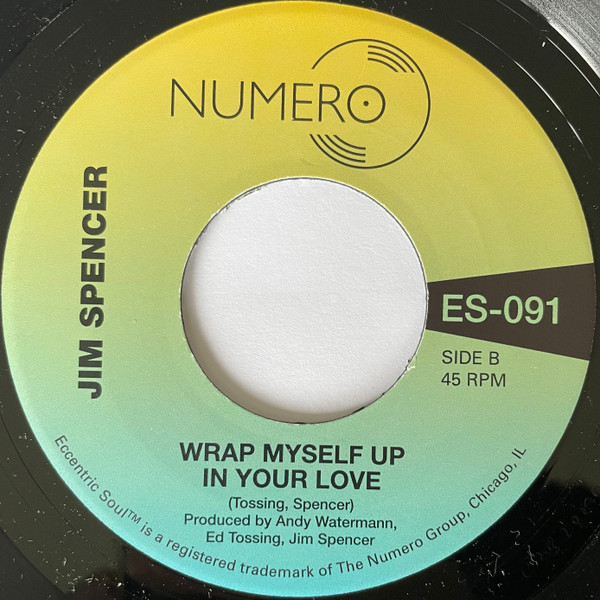 NUMERO
JIM SPENCER
ES-091
SIDE B
45 RPM
WRAP MYSELF UP
IN YOUR LOVE
(Tossing, Spencer)
Produced by Andy Watermann,
Ed Tossing, Jim Spencer
Eccentric Soul™ is a registered trademark of The Numero Group, Chicago, IL